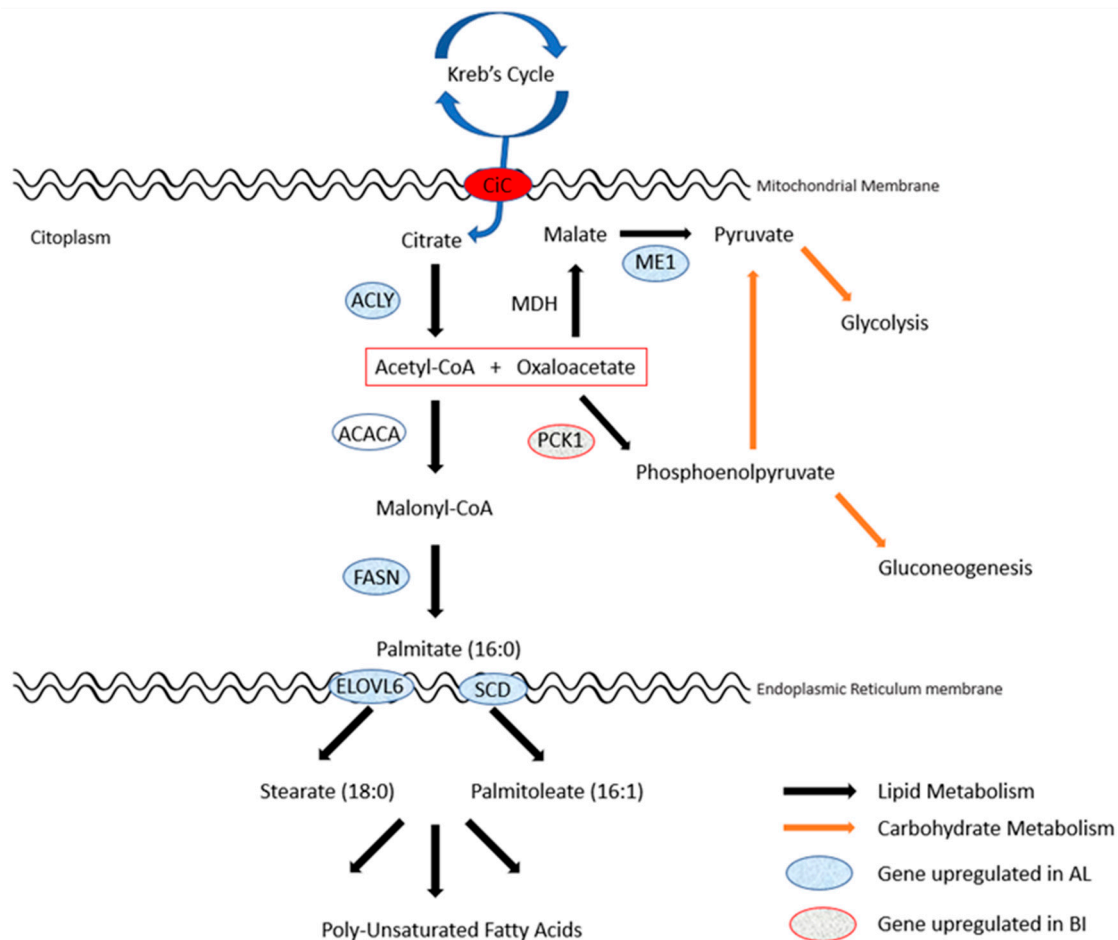 Kreb's Cycle
CiC
Mitochondrial Membrane
Citoplasm
Citrate
Malate
Pyruvate
ME1
ACLY
MDH
Glycolysis
Acetyl-CoA + Oxaloacetate
ACACA
PCK1
Phosphoenolpyruvate
Malonyl-CoA
FASN
Gluconeogenesis
Palmitate (16:0)
ELOVL6
SCD
Endoplasmic Reticulum membrane
Stearate (18:0)
Palmitoleate (16:1)
Poly-Unsaturated Fatty Acids
Lipid Metabolism
Carbohydrate Metabolism
Gene upregulated in AL
Gene upregulated in BI